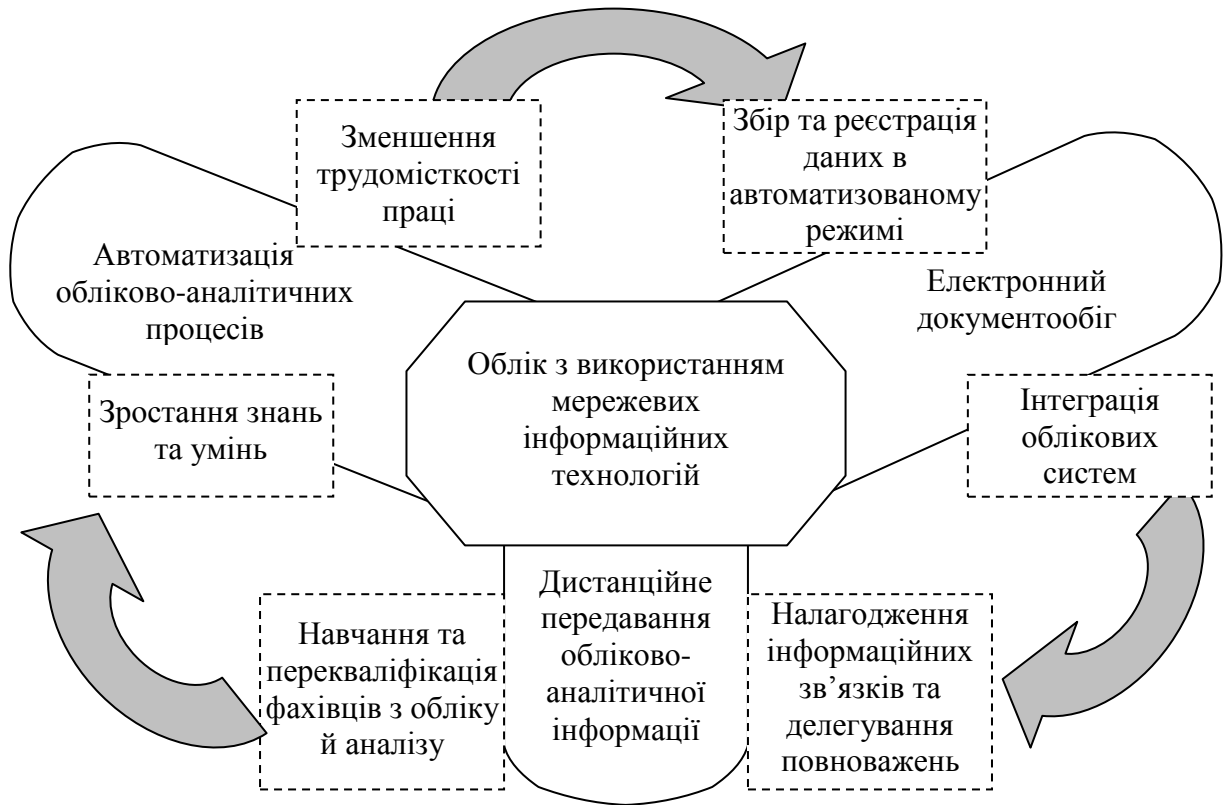 Зменшення
трудомісткості
праці
Збір та реєстрація
даних в
автоматизованому
режимі
Автоматизація
обліково-аналітичних
процесів
Електронний
документообіг
Облік з використанням
мережевих
інформаційних
технологій
Зростання знань
та умінь
Інтеграція
облікових
систем
Навчання та
перекваліфікація
фахівців з обліку
й аналізу
Дистанційне
передавання
обліково-
аналітичної
інформації
Налагодження
інформаційних
зв’язків та
делегування
повноважень